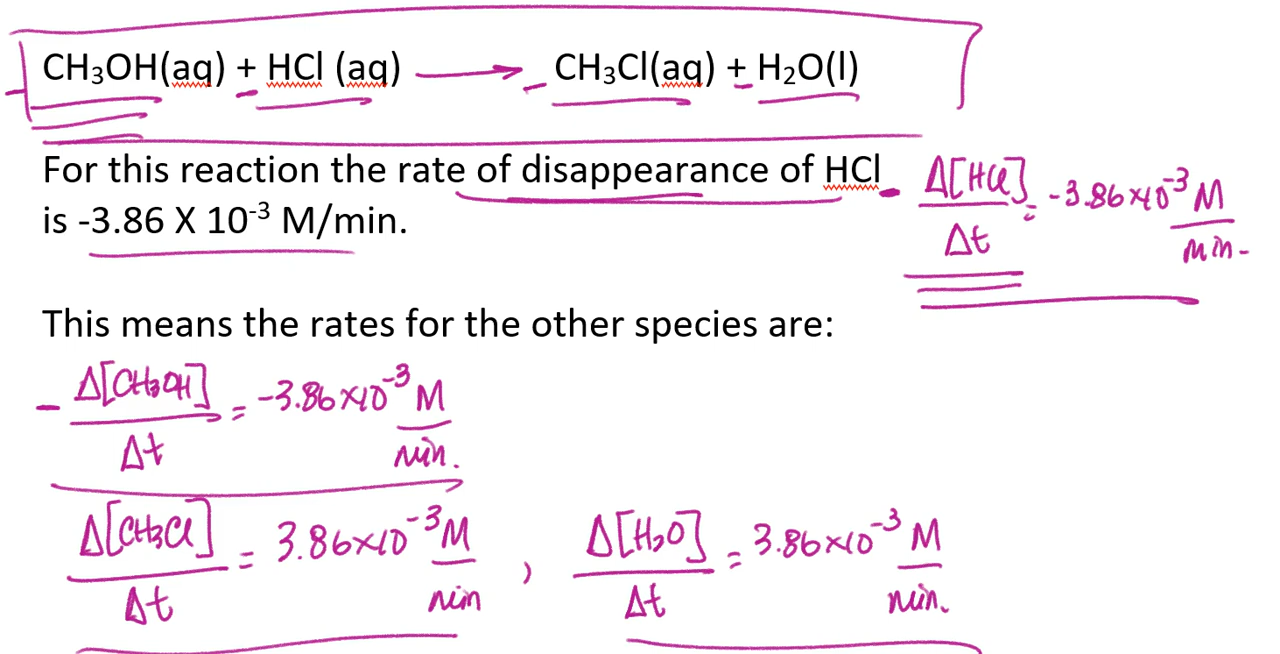 CH₃OH(aq) + HCl (aq) ⟶ CH₃Cl(aq) + H₂O(l)
For this reaction the rate of disappearance of HCl
is -3.86 X 10⁻³ M/min.
- Δ[HCl]/Δt = -3.86×10⁻³ M/min.
This means the rates for the other species are:
- Δ[CH₃OH]/Δt = -3.86×10⁻³ M/min.
Δ[CH₃Cl]/Δt = 3.86×10⁻³ M/min , Δ[H₂O]/Δt = 3.86×10⁻³ M/min.